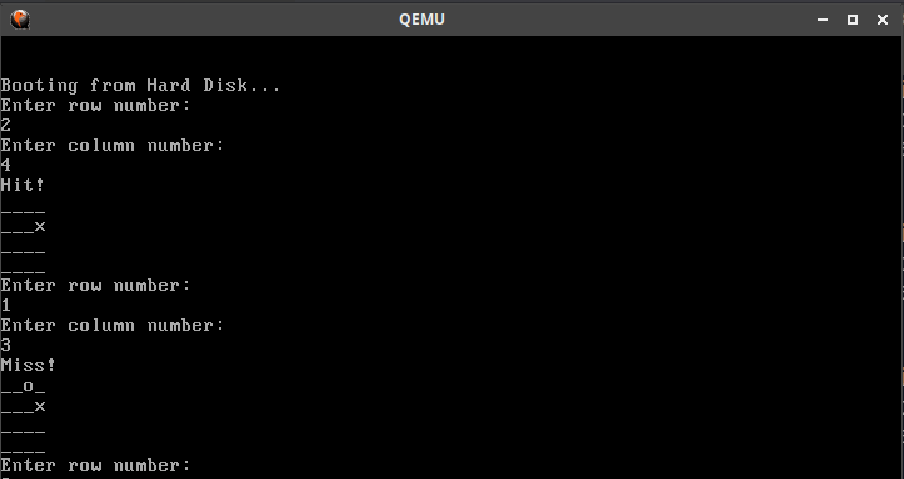 QEMU
Booting from Hard Disk...
Enter row number:
2
Enter column number:
4
Hit!
____
___x
____
____
Enter row number:
1
Enter column number:
3
Miss!
__o_
___x
____
____
Enter row number: